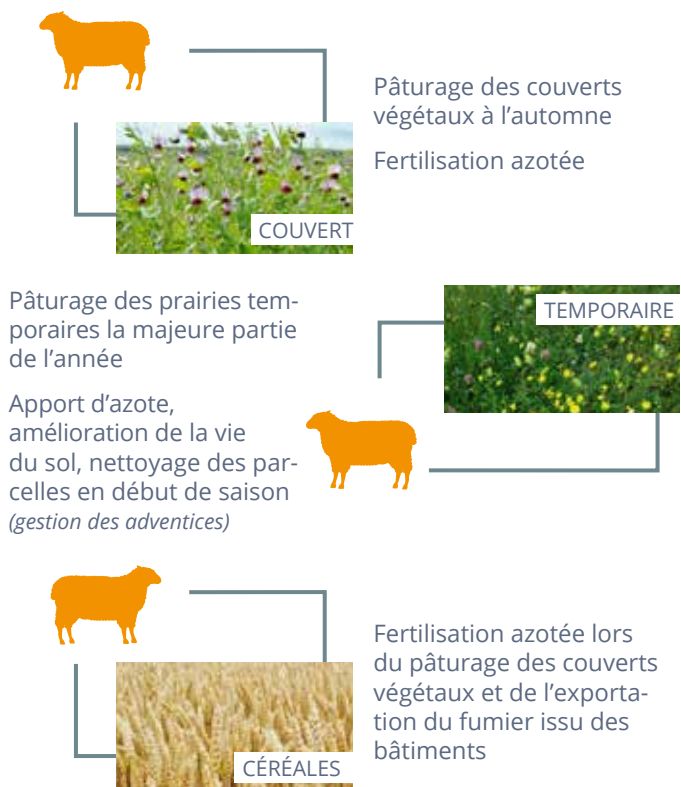 Pâturage des couverts
végétaux à l'automne
Fertilisation azotée
COUVERT
TEMPORAIRE
Pâturage des prairies tem-
poraires la majeure partie
de l'année
Apport d'azote,
amélioration de la vie
du sol, nettoyage des par-
celles en début de saison
(gestion des adventices)
Fertilisation azotée lors
du pâturage des couverts
végétaux et de l'exporta-
tion du fumier issu des
bâtiments
CÉRÉALES